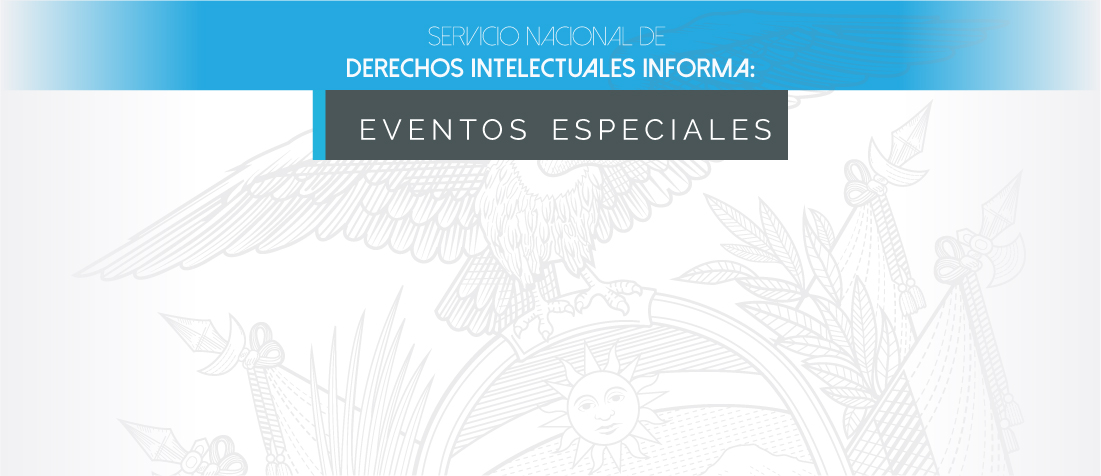 SERVICIO NACIONAL DE
DERECHOS INTELECTUALES INFORMA:
EVENTOS ESPECIALES